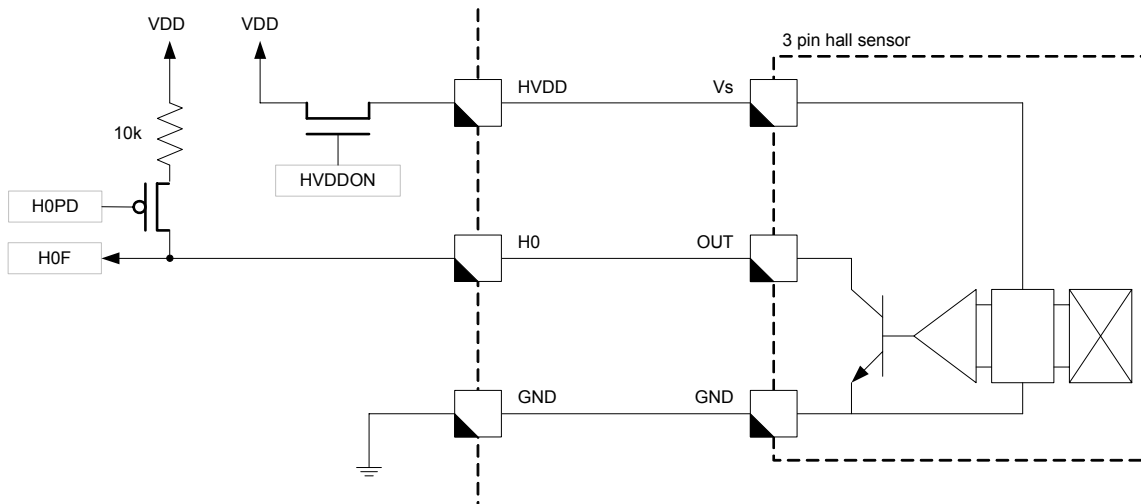 VDD
VDD
3 pin hall sensor
HVDD
Vs
10k
HVDDON
H0PD
H0
OUT
H0F
GND
GND